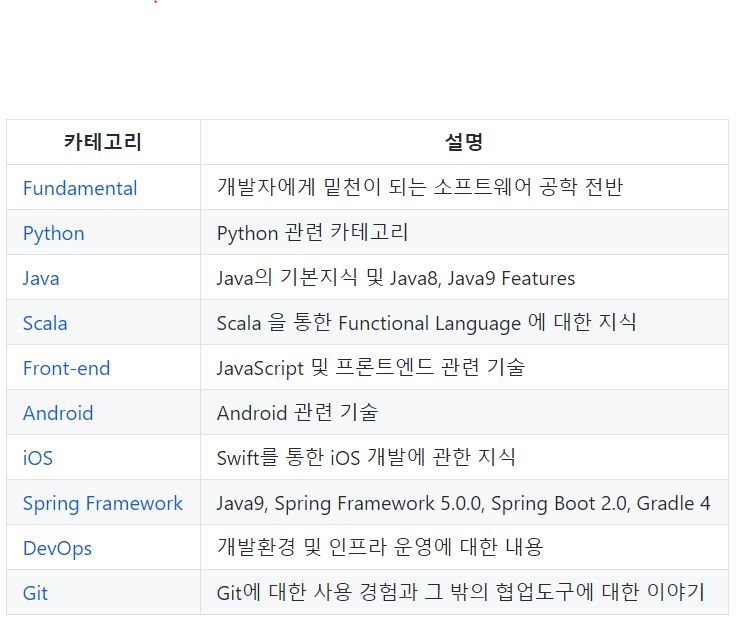 카테고리 설명
Fundamental 개발자에게 밑천이 되는 소프트웨어 공학 전반
Python Python 관련 카테고리
Java Java의 기본지식 및 Java8, Java9 Features
Scala Scala 을 통한 Functional Language 에 대한 지식
Front-end JavaScript 및 프론트엔드 관련 기술
Android Android 관련 기술
iOS Swift를 통한 iOS 개발에 관한 지식
Spring Framework Java9, Spring Framework 5.0.0, Spring Boot 2.0, Gradle 4
DevOps 개발환경 및 인프라 운영에 대한 내용
Git Git에 대한 사용 경험과 그 밖의 협업도구에 대한 이야기